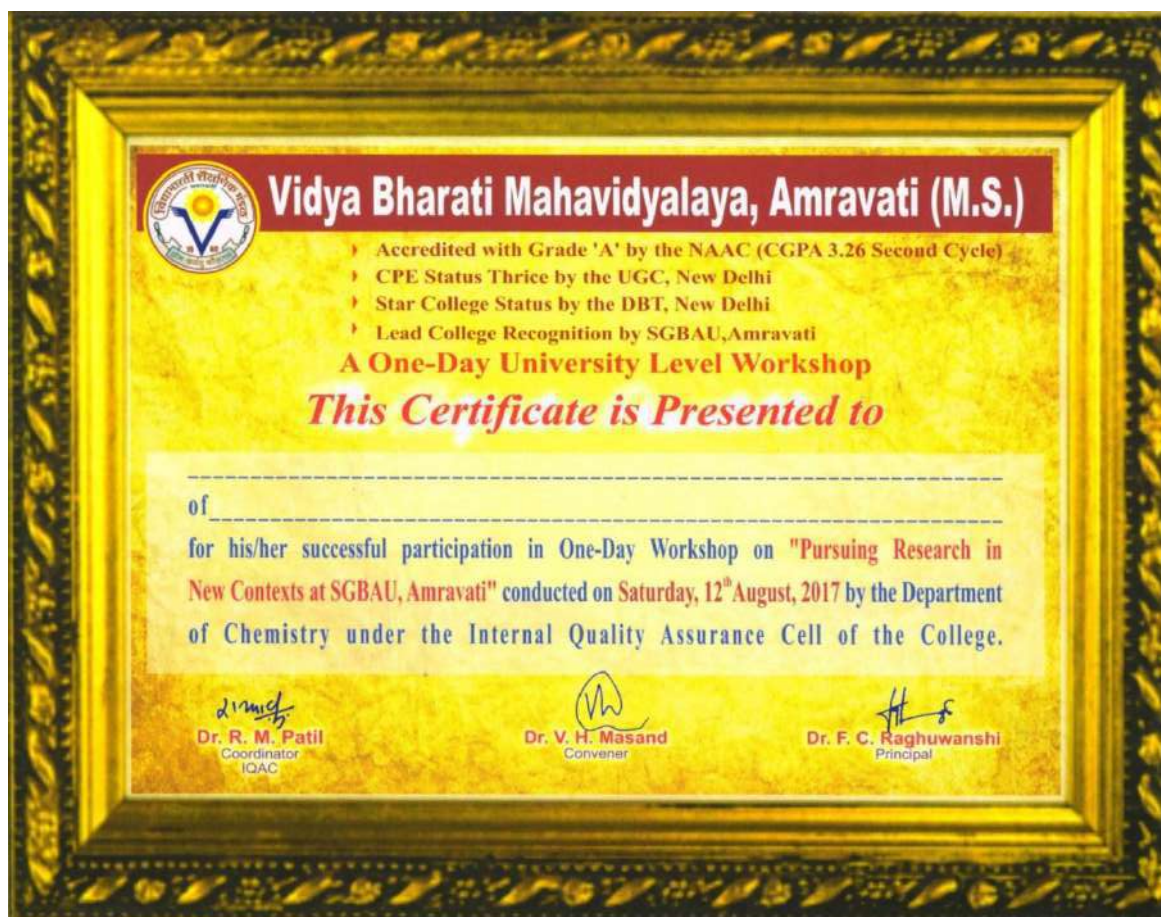 Vidya Bharati Mahavidyalaya, Amravati (M.S.)
Accredited with Grade 'A' by the NAAC (CGPA 3.26 Second Cycle)
CPE Status Thrice by the UGC, New Delhi
Star College Status by the DBT, New Delhi
Lead College Recognition by SGBAU,Amravati
A One-Day University Level Workshop
This Certificate is Presented to
of
for his/her successful participation in One-Day Workshop on "Pursuing Research in
New Contexts at SGBAU, Amravati" conducted on Saturday, 12th August, 2017 by the Department
of Chemistry under the Internal Quality Assurance Cell of the College.
Dr. R. M. Patil
Coordinator
IQAC
Dr. V. H. Masand
Convener
Dr. F. C. Raghuwanshi
Principal